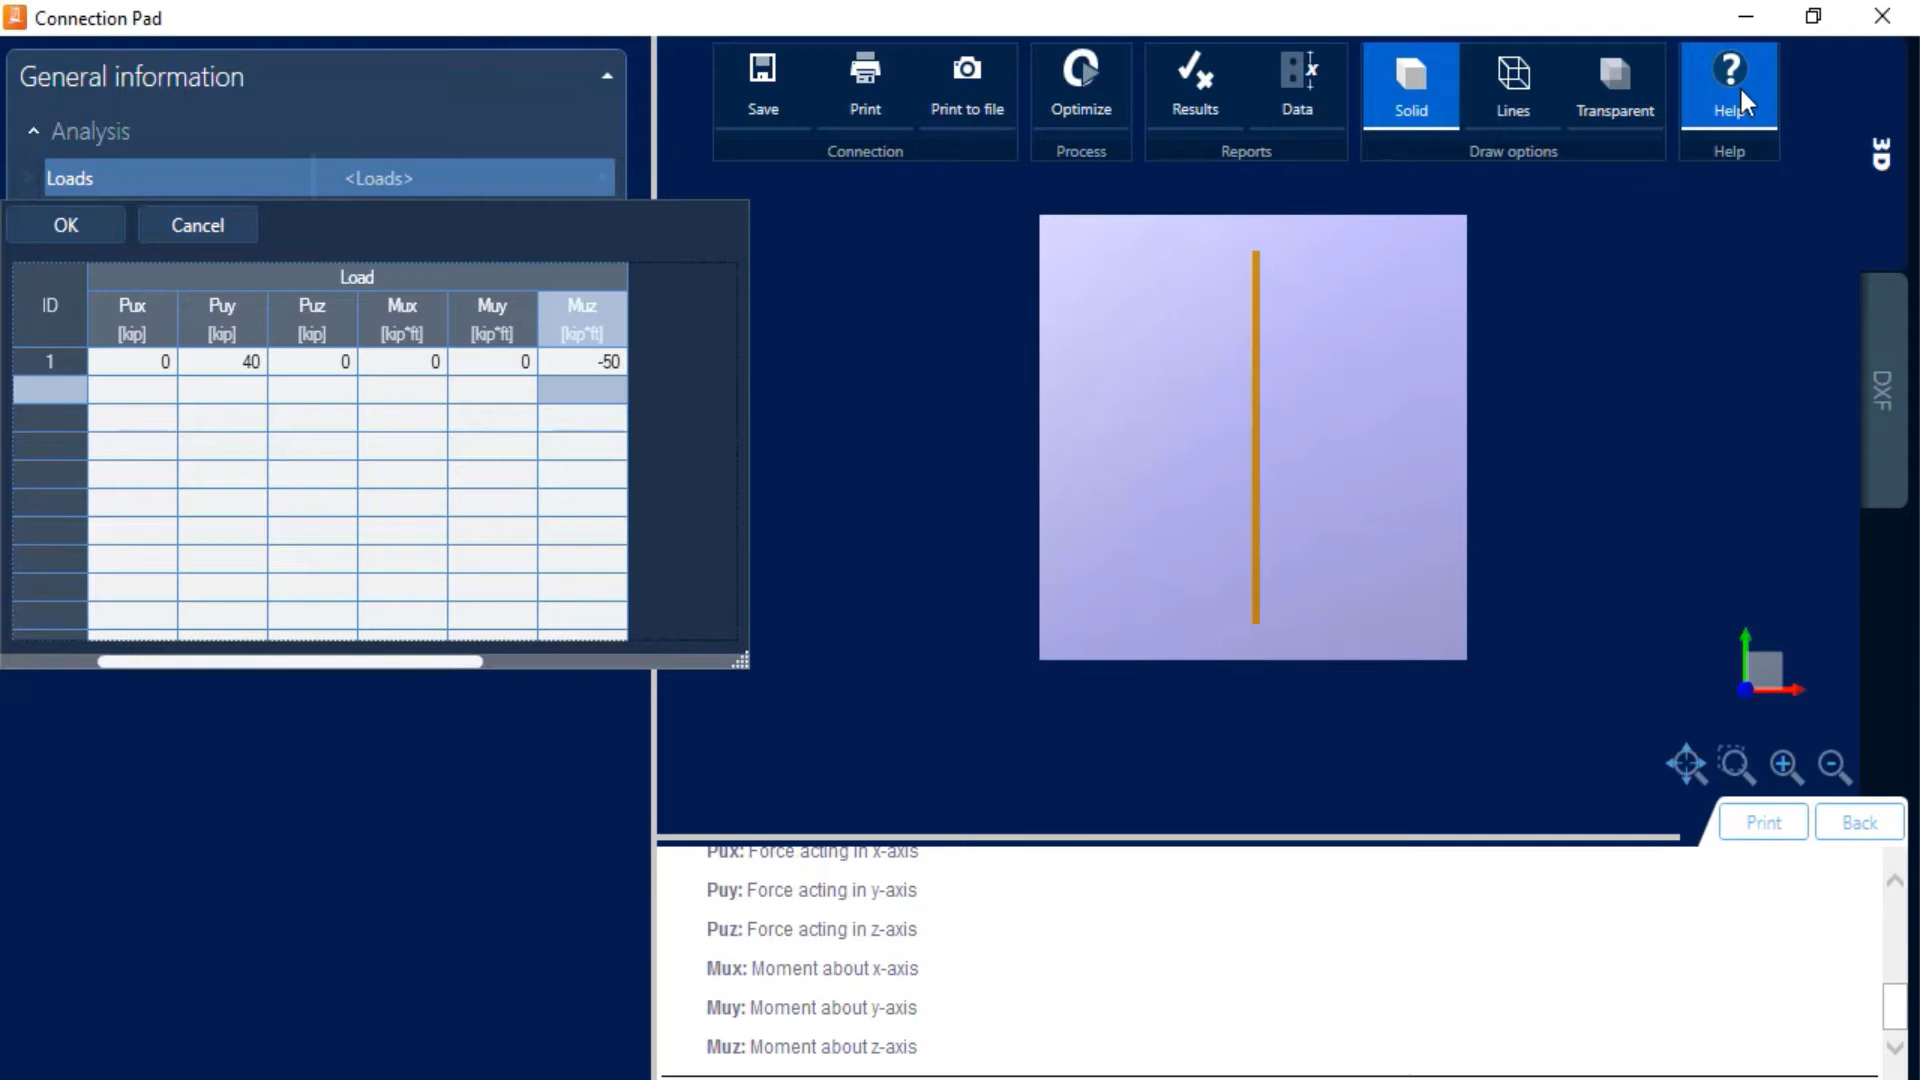 Connection Pad
General information
Analysis
Loads <Loads>
OK Cancel
ID Load
Pux Puy Puz Mux Muy Muz
[kip] [kip] [kip] [kip*ft] [kip*ft] [kip*ft]
1 0 40 0 0 0 -50
Save Print Print to file Optimize Results Data Solid Lines Transparent Help
Connection Process Reports Draw options Help
3D
DXF
Print Back
Pux: Force acting in x-axis
Puy: Force acting in y-axis
Puz: Force acting in z-axis
Mux: Moment about x-axis
Muy: Moment about y-axis
Muz: Moment about z-axis